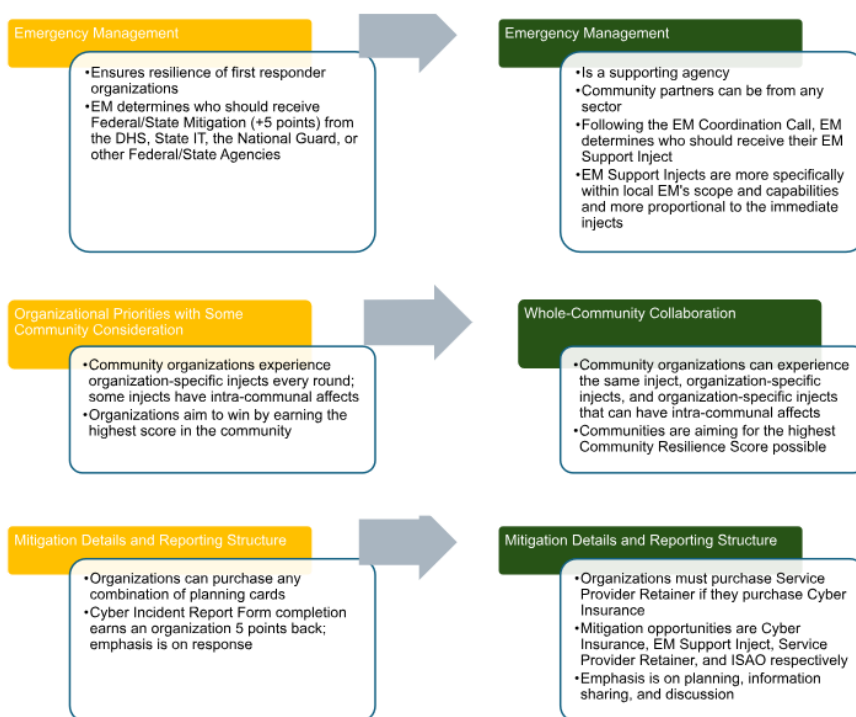 Emergency Management
•Ensures resilience of first responder
organizations
•EM determines who should receive
Federal/State Mitigation (+5 points) from
the DHS, State IT, the National Guard, or
other Federal/State Agencies
Emergency Management
•Is a supporting agency
•Community partners can be from any
sector
•Following the EM Coordination Call, EM
determines who should receive their EM
Support Inject
•EM Support Injects are more specifically
within local EM's scope and capabilities
and more proportional to the immediate
injects
Organizational Priorities with Some
Community Consideration
•Community organizations experience
organization-specific injects every round;
some injects have intra-communal affects
•Organizations aim to win by earning the
highest score in the community
Whole-Community Collaboration
•Community organizations can experience
the same inject, organization-specific
injects, and organization-specific injects
that can have intra-communal affects
•Communities are aiming for the highest
Community Resilience Score possible
Mitigation Details and Reporting Structure
•Organizations can purchase any
combination of planning cards
•Cyber Incident Report Form completion
earns an organization 5 points back;
emphasis is on response
Mitigation Details and Reporting Structure
•Organizations must purchase Service
Provider Retainer if they purchase Cyber
Insurance
•Mitigation opportunities are Cyber
Insurance, EM Support Inject, Service
Provider Retainer, and ISAO respectively
•Emphasis is on planning, information
sharing, and discussion